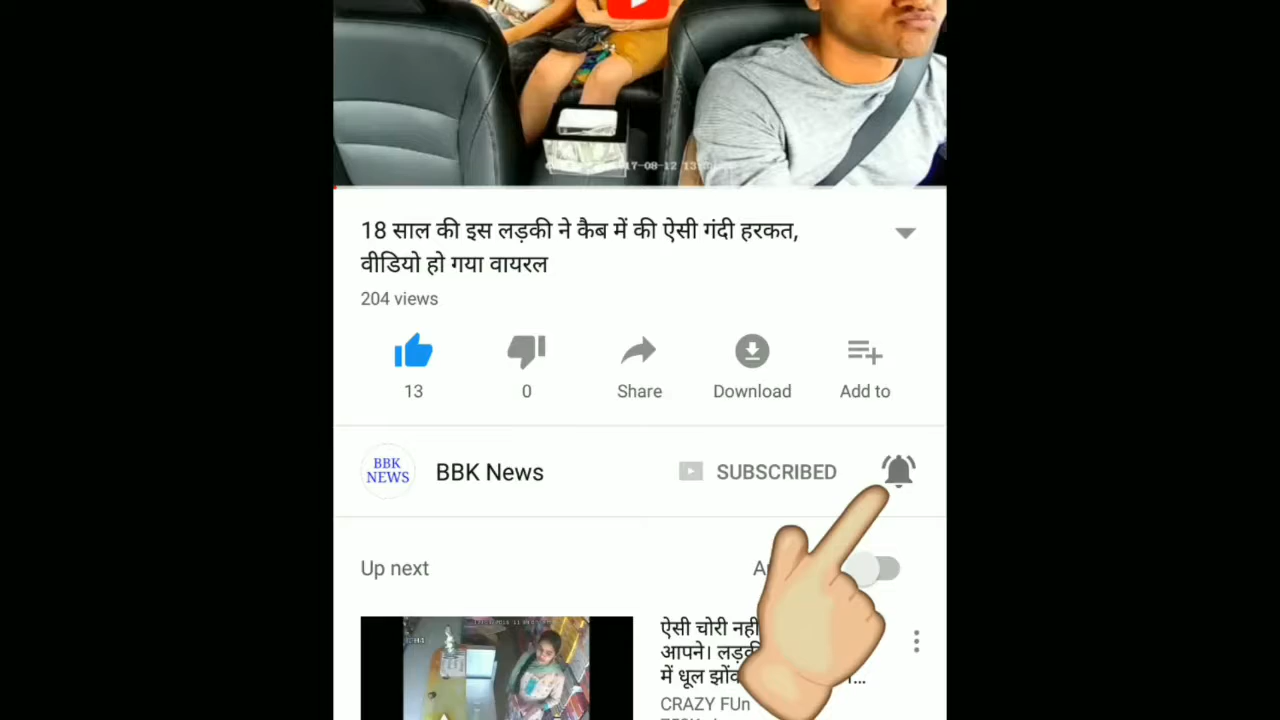 18 साल की इस लड़की ने कैब में की ऐसी गंदी हरकत,
वीडियो हो गया वायरल
204 views
13
0
Share
Download
Add to
BBK
NEWS
BBK News
SUBSCRIBED
Up next
ऐसी चोरी नहीं
आपने। लड़की
में धूल झोंक
CRAZY FUn